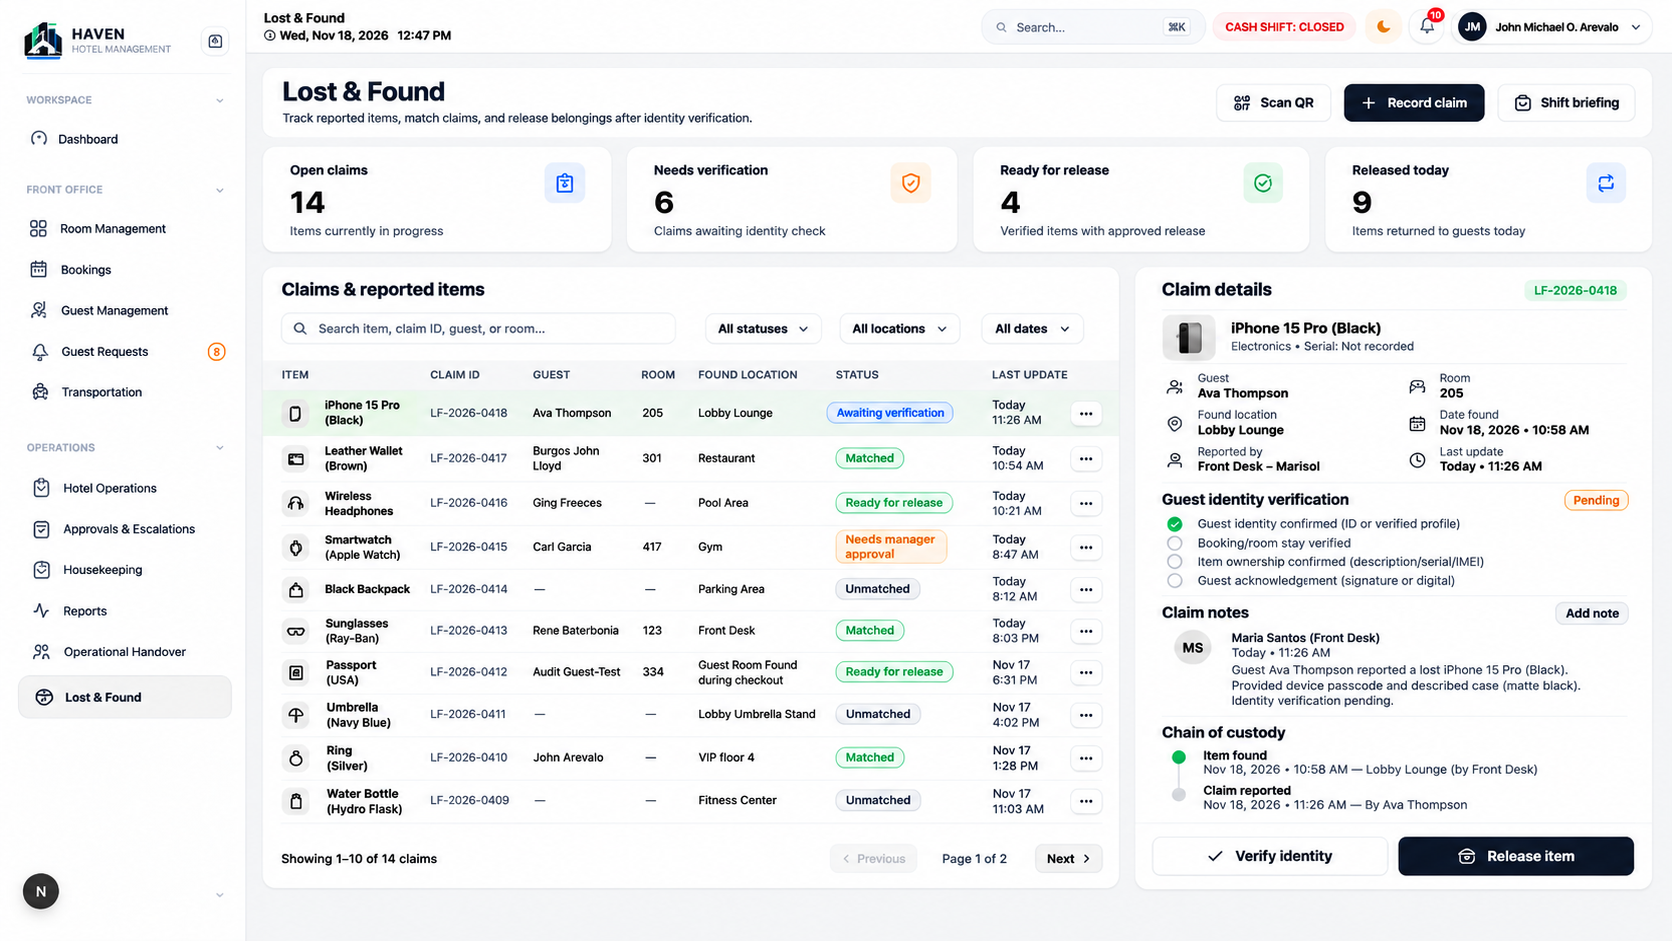 HAVEN
HOTEL MANAGEMENT
WORKSPACE
Dashboard
FRONT OFFICE
Room Management
Bookings
Guest Management
Guest Requests 8
Transportation
OPERATIONS
Hotel Operations
Approvals & Escalations
Housekeeping
Reports
Operational Handover
Lost & Found
N
Lost & Found
Wed, Nov 18, 2026 12:47 PM
Search... ⌘K
CASH SHIFT: CLOSED
10
JM John Michael O. Arevalo
Lost & Found
Track reported items, match claims, and release belongings after identity verification.
Scan QR
+ Record claim
Shift briefing
Open claims
14
Items currently in progress
Needs verification
6
Claims awaiting identity check
Ready for release
4
Verified items with approved release
Released today
9
Items returned to guests today
Claims & reported items
Search item, claim ID, guest, or room...
All statuses
All locations
All dates
ITEM CLAIM ID GUEST ROOM FOUND LOCATION STATUS LAST UPDATE
iPhone 15 Pro (Black) LF-2026-0418 Ava Thompson 205 Lobby Lounge Awaiting verification Today 11:26 AM
Leather Wallet (Brown) LF-2026-0417 Burgos John Lloyd 301 Restaurant Matched Today 10:54 AM
Wireless Headphones LF-2026-0416 Ging Freeces — Pool Area Ready for release Today 10:21 AM
Smartwatch (Apple Watch) LF-2026-0415 Carl Garcia 417 Gym Needs manager approval Today 8:47 AM
Black Backpack LF-2026-0414 — — Parking Area Unmatched Today 8:12 AM
Sunglasses (Ray-Ban) LF-2026-0413 Rene Baterbonia 123 Front Desk Matched Today 8:03 PM
Passport (USA) LF-2026-0412 Audit Guest-Test 334 Guest Room Found during checkout Ready for release Nov 17 6:31 PM
Umbrella (Navy Blue) LF-2026-0411 — — Lobby Umbrella Stand Unmatched Nov 17 4:02 PM
Ring (Silver) LF-2026-0410 John Arevalo — VIP floor 4 Matched Nov 17 1:28 PM
Water Bottle (Hydro Flask) LF-2026-0409 — — Fitness Center Unmatched Nov 17 11:03 AM
Showing 1–10 of 14 claims
Previous
Page 1 of 2
Next
Claim details
LF-2026-0418
iPhone 15 Pro (Black)
Electronics • Serial: Not recorded
Guest
Ava Thompson
Room
205
Found location
Lobby Lounge
Date found
Nov 18, 2026 • 10:58 AM
Reported by
Front Desk – Marisol
Last update
Today • 11:26 AM
Guest identity verification
Pending
Guest identity confirmed (ID or verified profile)
Booking/room stay verified
Item ownership confirmed (description/serial/IMEI)
Guest acknowledgement (signature or digital)
Claim notes
Add note
MS
Maria Santos (Front Desk)
Today • 11:26 AM
Guest Ava Thompson reported a lost iPhone 15 Pro (Black).
Provided device passcode and described case (matte black).
Identity verification pending.
Chain of custody
Item found
Nov 18, 2026 • 10:58 AM — Lobby Lounge (by Front Desk)
Claim reported
Nov 18, 2026 • 11:26 AM — By Ava Thompson
Verify identity
Release item